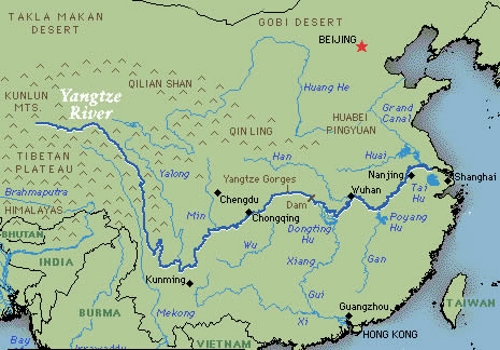 TAKLA MAKAN
DESERT
GOBI DESERT
BEIJING
QILIAN SHAN
Huang He
KUNLUN
MTS.
Yangtze
River
Grand
Canal
HUABEI
PINGYUAN
QIN LING
TIBETAN
PLATEAU
Han
Huai
Yalong
Yangtze Gorges
Nanjing
Shanghai
Brahmaputra
Chengdu
Wuhan
Tai
Hu
HIMALAYAS
Min
Chongqing
Dam
Dongting
Hu
Poyang
Hu
BHUTAN
INDIA
Wu
Xiang
Gan
Kunming
Gui
BURMA
Mekong
Guangzhou
TAIWAN
Xi
HONG KONG
Bay
Irrawaddy
VIETNAM